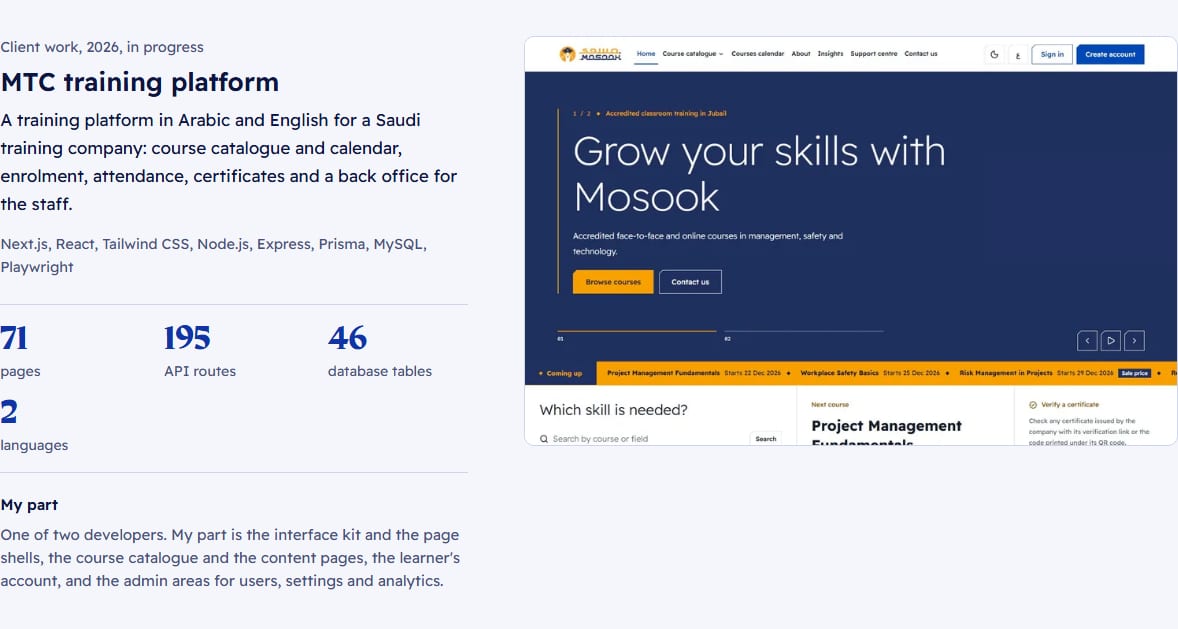 Client work, 2026, in progress
MTC training platform
A training platform in Arabic and English for a Saudi
training company: course catalogue and calendar,
enrolment, attendance, certificates and a back office for
the staff.
Next.js, React, Tailwind CSS, Node.js, Express, Prisma, MySQL,
Playwright
71
pages
195
API routes
46
database tables
2
languages
My part
One of two developers. My part is the interface kit and the page
shells, the course catalogue and the content pages, the learner's
account, and the admin areas for users, settings and analytics.
MOSOOK
Home Course catalogue Courses calendar About Insights Support centre Contact us
ع
Sign in
Create account
1 / 2 Accredited classroom training in Jubail
Grow your skills with
Mosook
Accredited face-to-face and online courses in management, safety and
technology.
Browse courses
Contact us
01
02
Coming up
Project Management Fundamentals Starts 22 Dec 2026 Workplace Safety Basics Starts 25 Dec 2026 Risk Management in Projects Starts 29 Dec 2026 Sale price
Which skill is needed?
Search by course or field
Search
Next course
Project Management
Fundamentals
Verify a certificate
Check any certificate issued by the
company with its verification link or the
code printed under its QR code.